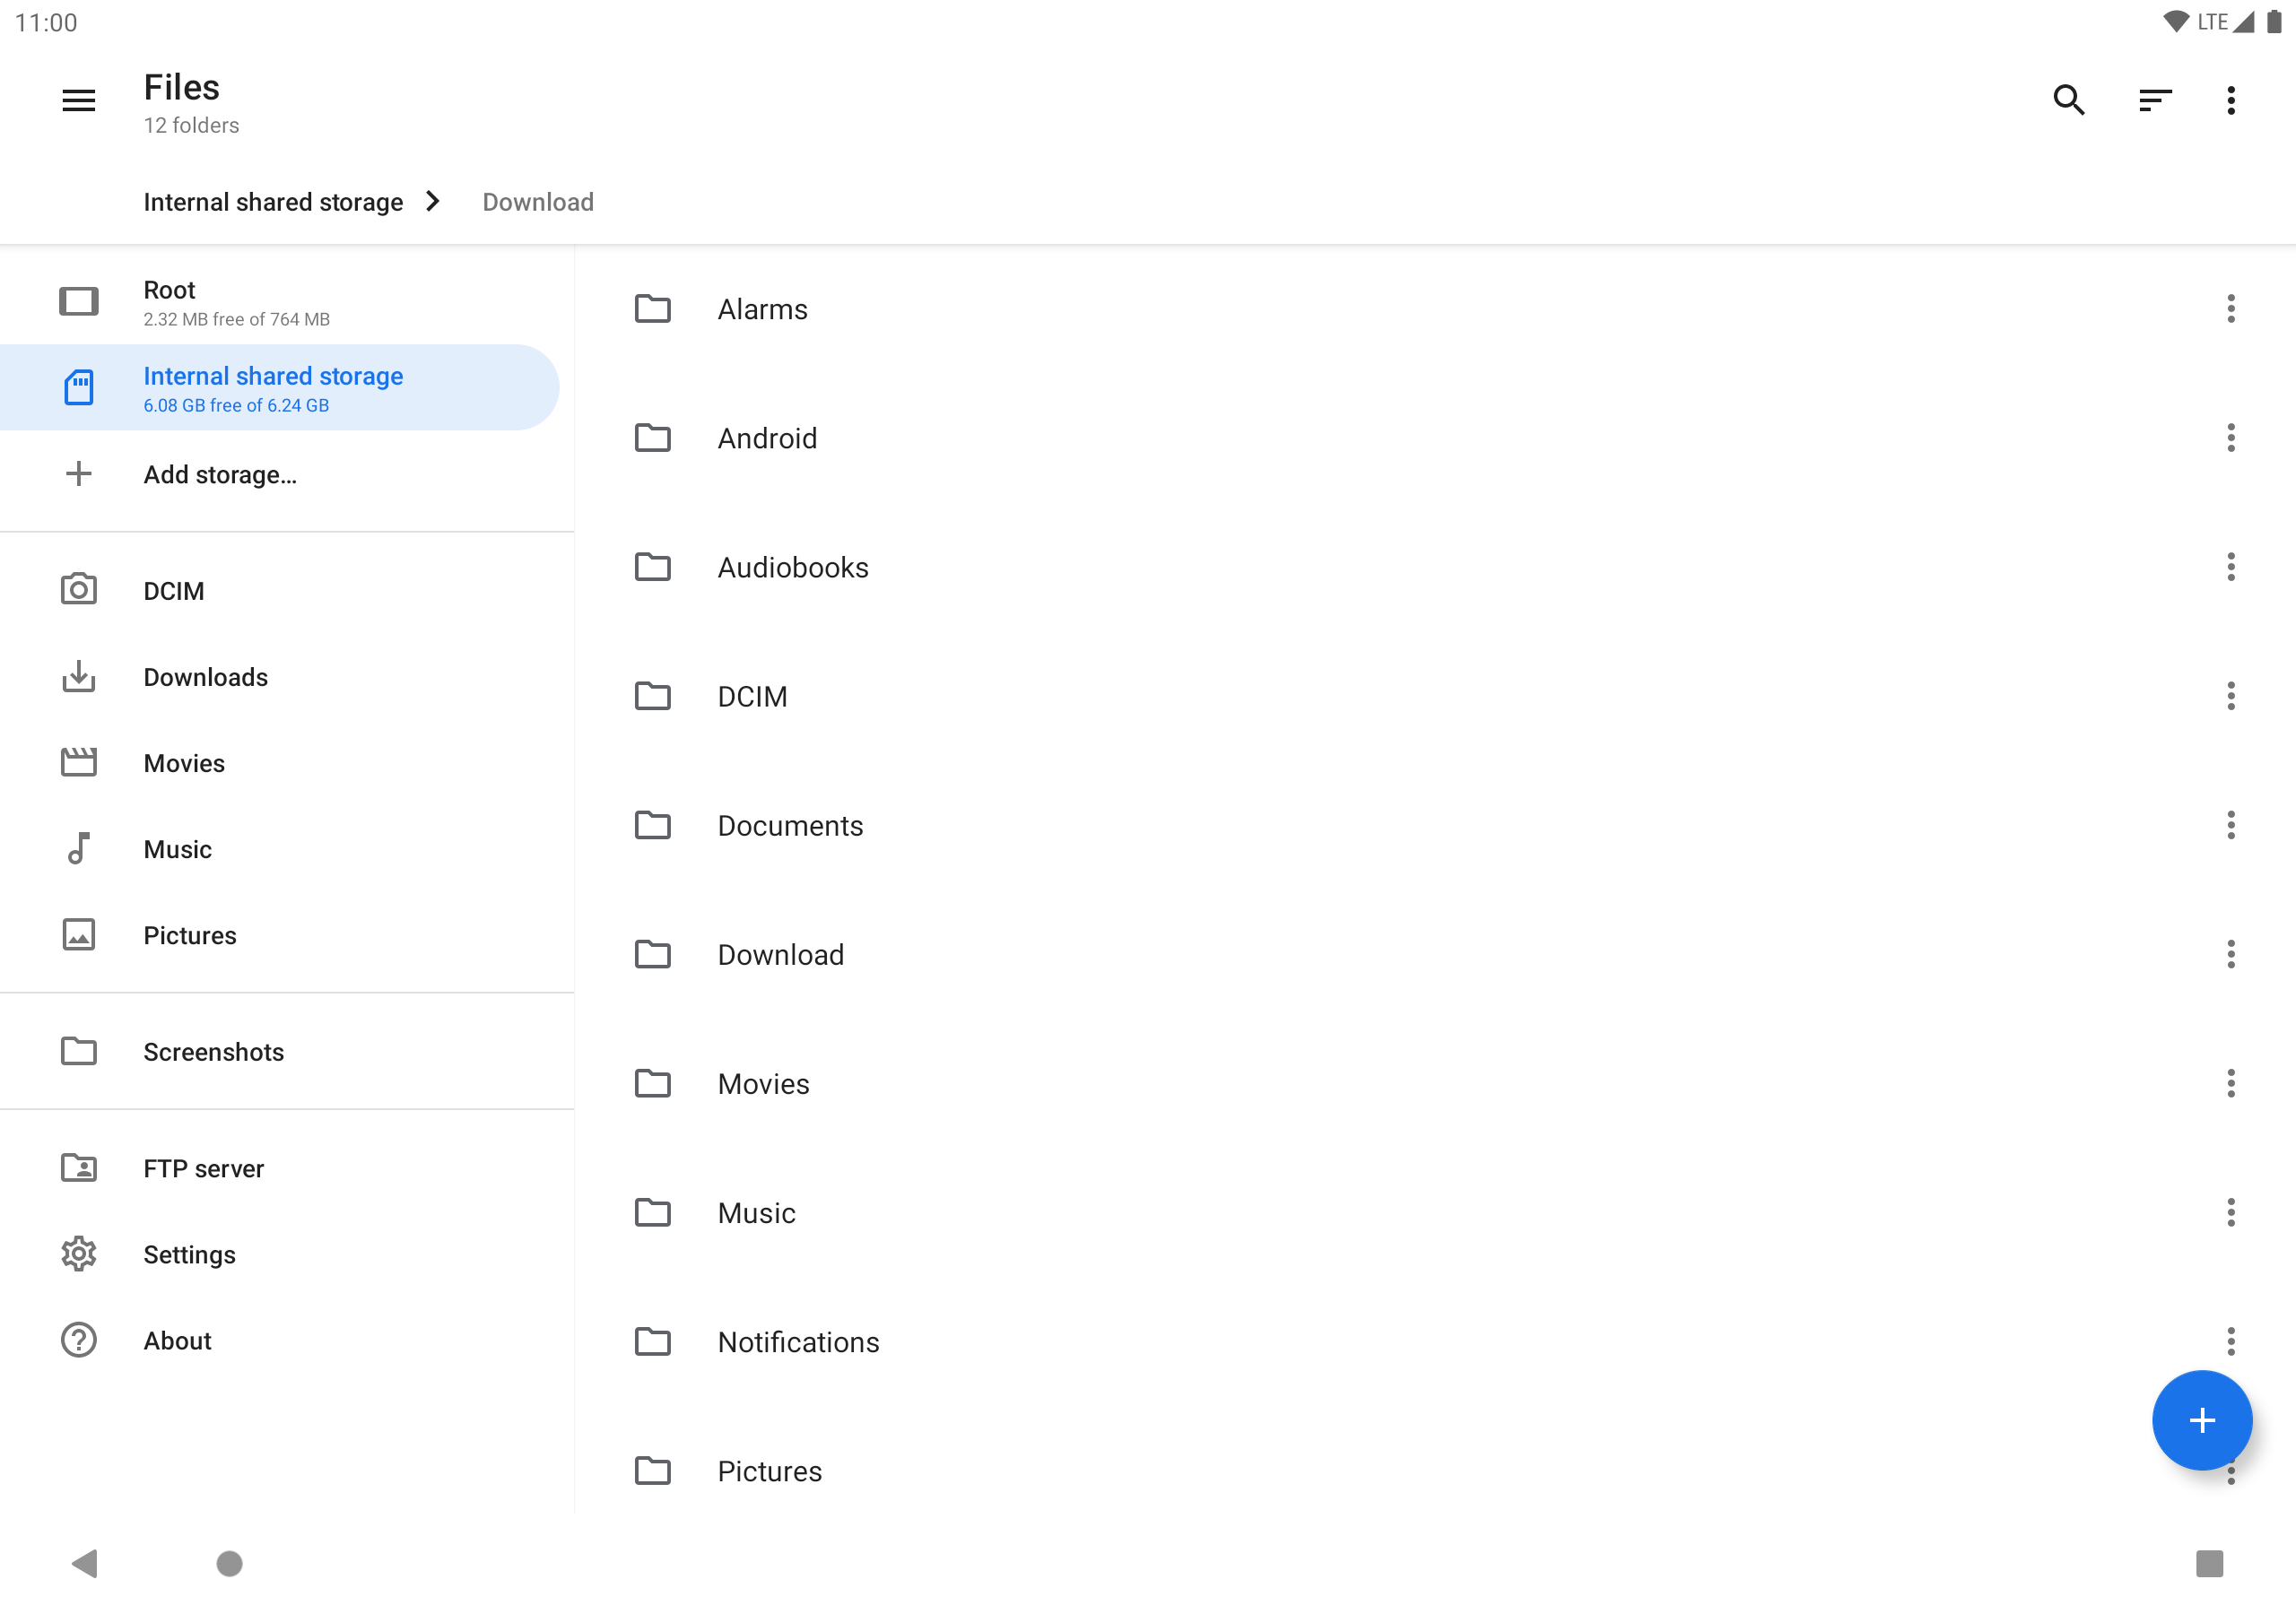 11:00
LTE
Files
12 folders
Internal shared storage
Download
Root
2.32 MB free of 764 MB
Internal shared storage
6.08 GB free of 6.24 GB
Add storage...
DCIM
Downloads
Movies
Music
Pictures
Screenshots
FTP server
Settings
About
Alarms
Android
Audiobooks
DCIM
Documents
Download
Movies
Music
Notifications
Pictures